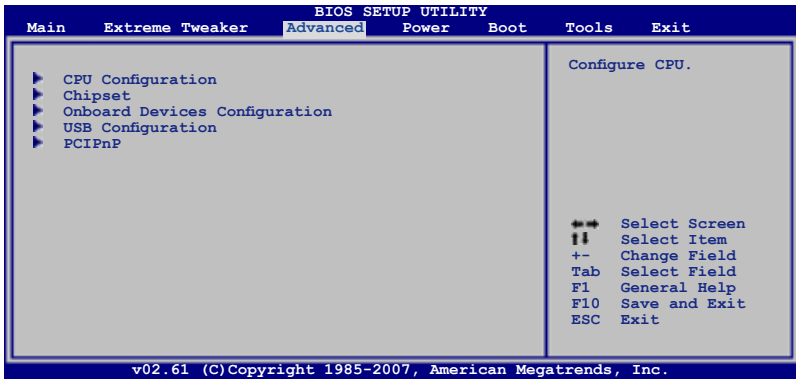 BIOS SETUP UTILITY
Main Extreme Tweaker Advanced Power Boot Tools Exit
CPU Configuration
Chipset
Onboard Devices Configuration
USB Configuration
PCIPnP
Configure CPU.
←→ Select Screen
↑↓ Select Item
+- Change Field
Tab Select Field
F1 General Help
F10 Save and Exit
ESC Exit
v02.61 (C)Copyright 1985-2007, American Megatrends, Inc.